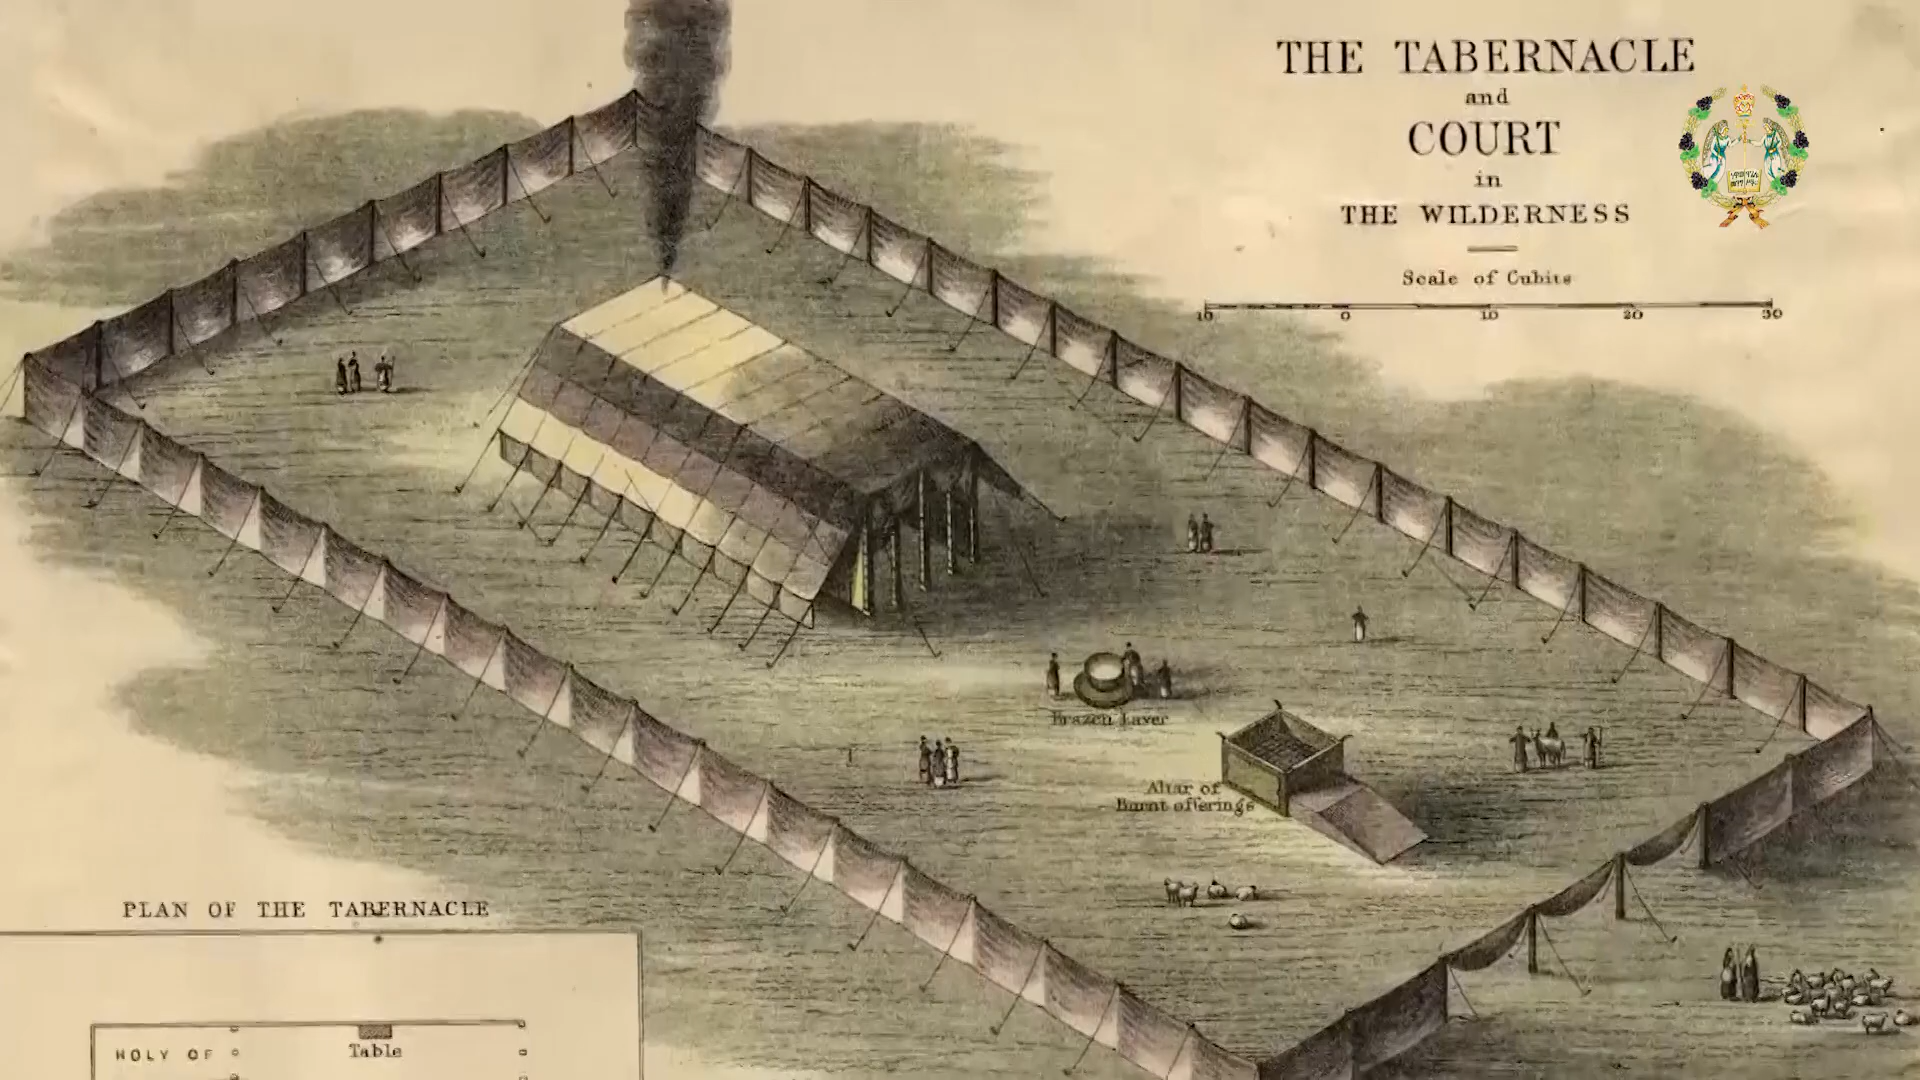 THE TABERNACLE
and
COURT
in
THE WILDERNESS
Scale of Cubits
10 0 10 20 30
Brazen Laver
Altar of
Burnt offerings
PLAN OF THE TABERNACLE
HOLY OF
Table